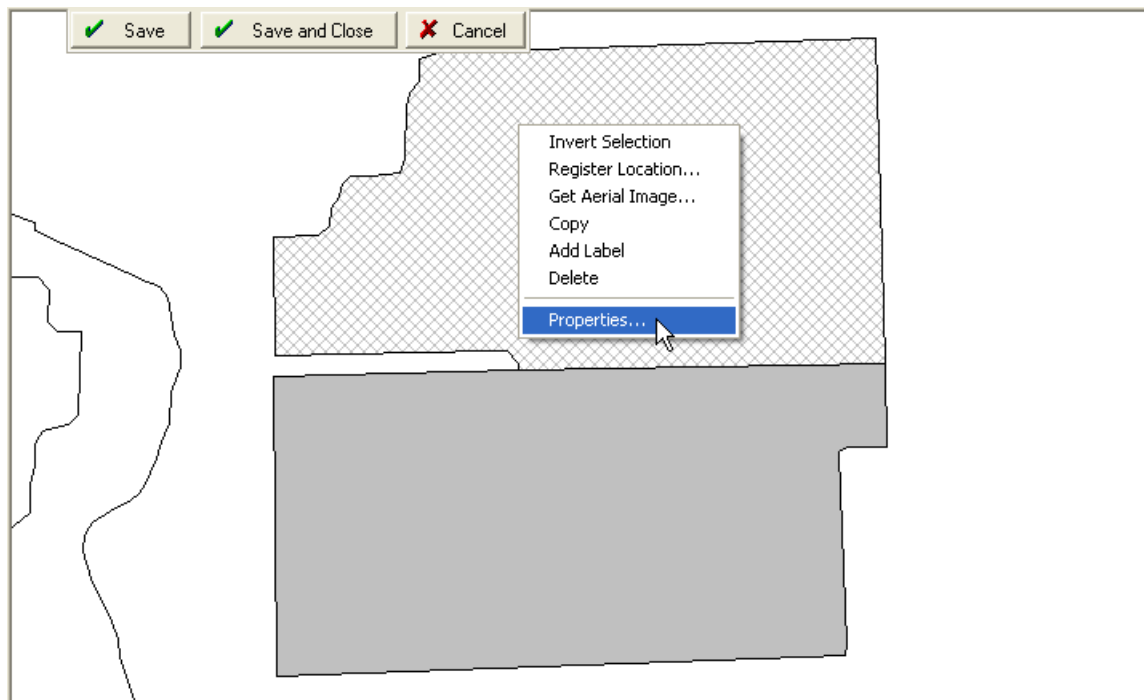 Save Save and Close Cancel
Invert Selection
Register Location...
Get Aerial Image...
Copy
Add Label
Delete
Properties...